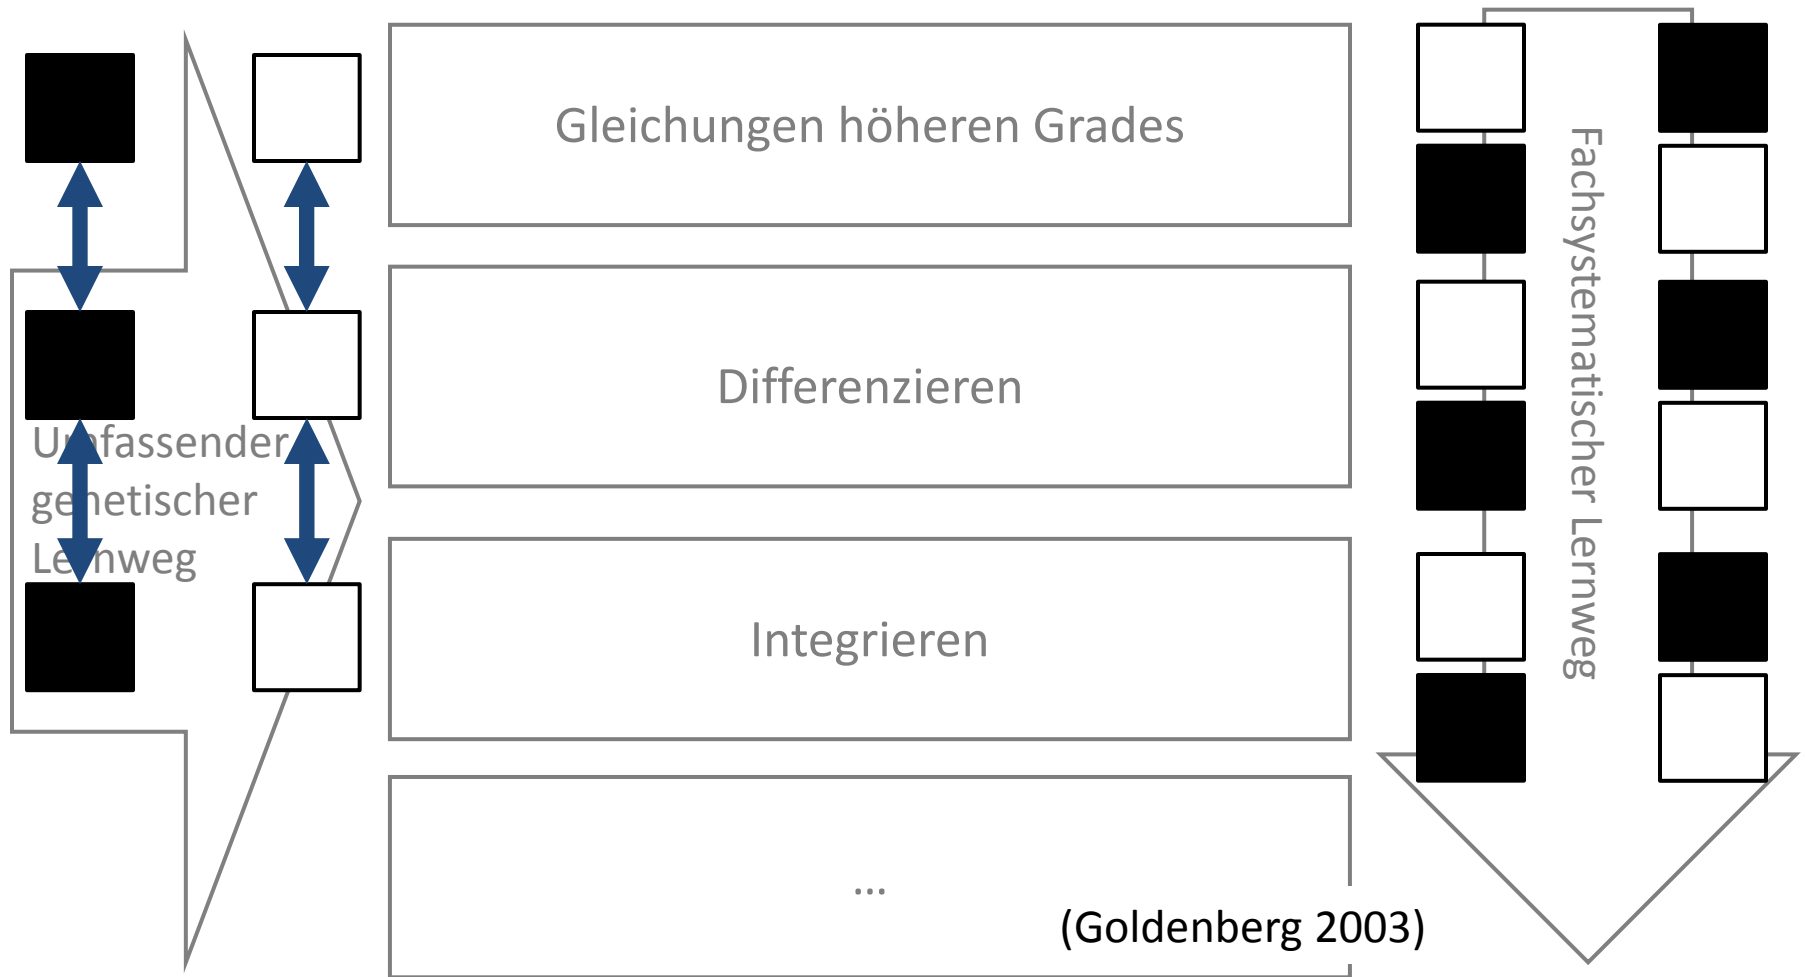 Gleichungen höheren Grades
Differenzieren
Umfassender
genetischer
Lernweg
Integrieren
...
(Goldenberg 2003)
Fachsystematischer Lernweg